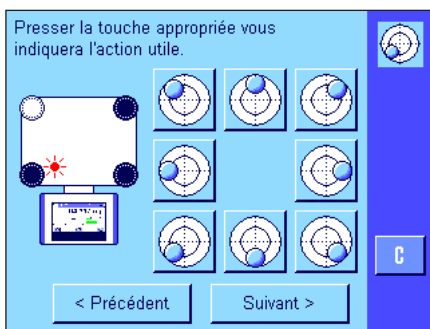 Presser la touche appropriée vous
indiquera l'action utile.
C
< Précédent
Suivant >